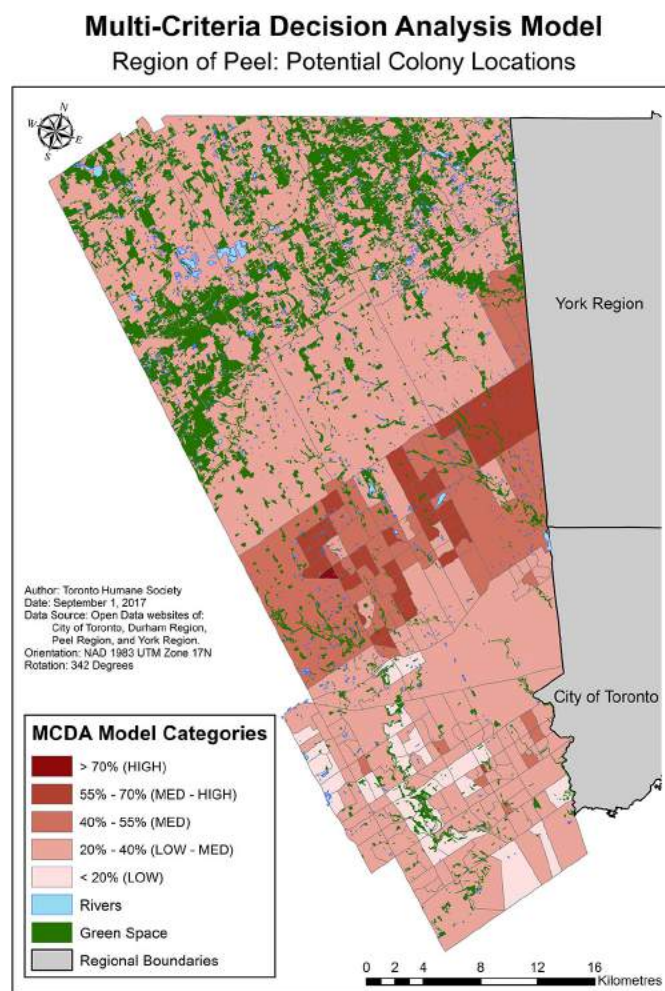 Multi-Criteria Decision Analysis Model
Region of Peel: Potential Colony Locations
N
W
E
S
York Region
Author: Toronto Humane Society
Date: September 1, 2017
Data Source: Open Data websites of:
City of Toronto, Durham Region,
Peel Region, and York Region.
Orientation: NAD 1983 UTM Zone 17N
Rotation: 342 Degrees
City of Toronto
MCDA Model Categories
> 70% (HIGH)
55% - 70% (MED - HIGH)
40% - 55% (MED)
20% - 40% (LOW - MED)
< 20% (LOW)
Rivers
Green Space
Regional Boundaries
0 1 2 4 8 12 16
Kilometres